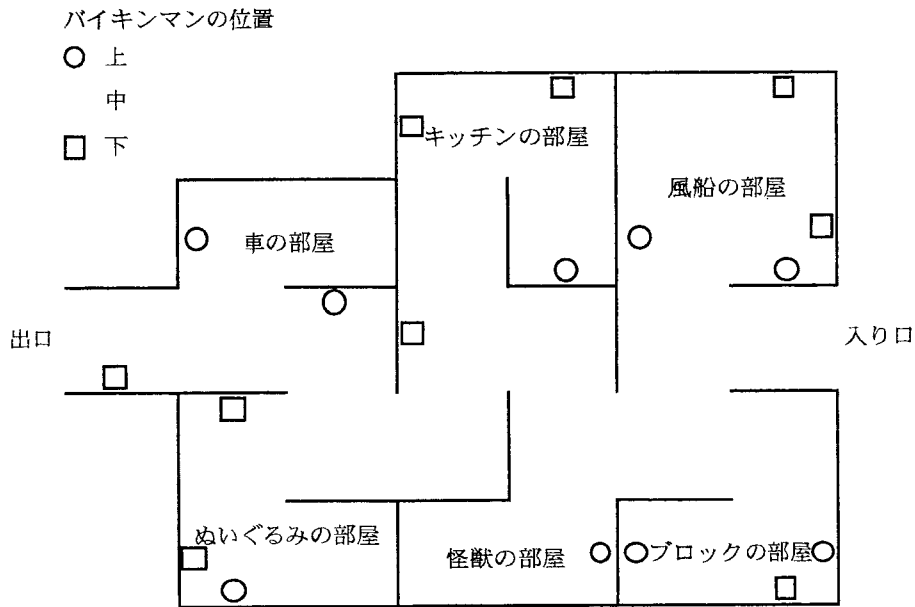 バイキンマンの位置
上
中
下
キッチンの部屋
風船の部屋
車の部屋
出口
入り口
ぬいぐるみの部屋
怪獣の部屋
ブロックの部屋